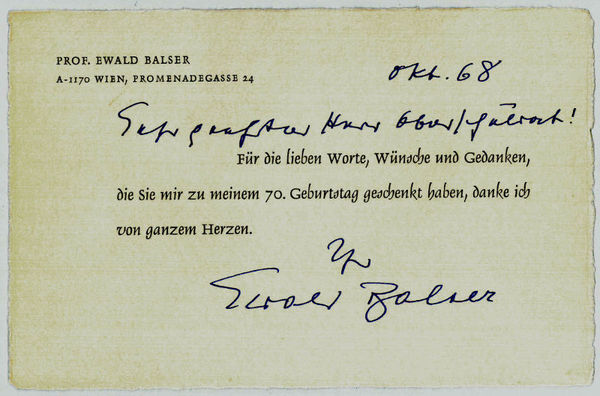 PROF. EWALD BALSER
A-1170 WIEN, PROMENADEGASSE 24
Okt. 68
Sehr geehrter Herr Oberschulrat!
Für die lieben Worte, Wünsche und Gedanken,
die Sie mir zu meinem 70. Geburtstag geschenkt haben, danke ich
von ganzem Herzen.
Ihr
Ewald Balser